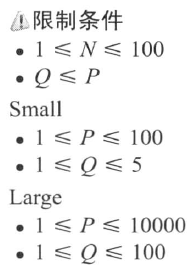 ⚠限制条件
• 1 ≤ N ≤ 100
• Q ≤ P
Small
• 1 ≤ P ≤ 100
• 1 ≤ Q ≤ 5
Large
• 1 ≤ P ≤ 10000
• 1 ≤ Q ≤ 100